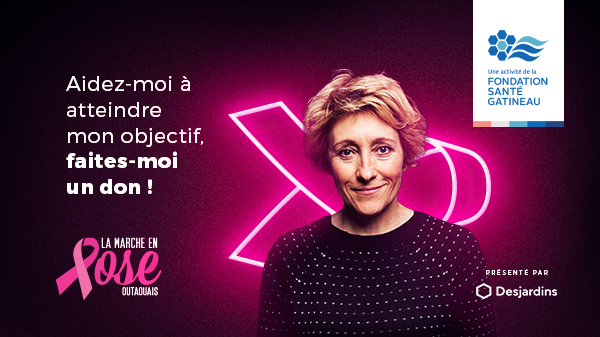 Aidez-moi à
atteindre
mon objectif,
faites-moi
un don !
Une activité de la
FONDATION
SANTÉ
GATINEAU
LA MARCHE EN
Rose
OUTAOUAIS
PRÉSENTÉ PAR
Desjardins